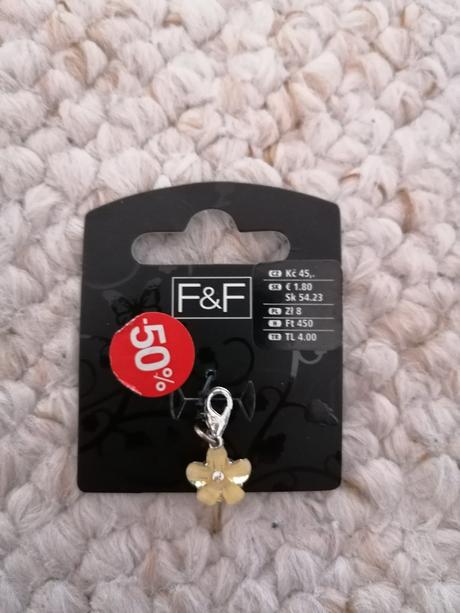 F&F
CZ Kč 45,-
SK € 1.80
Sk 54.23
PL Zł 8
H Ft 450
TR TL 4.00
-50%